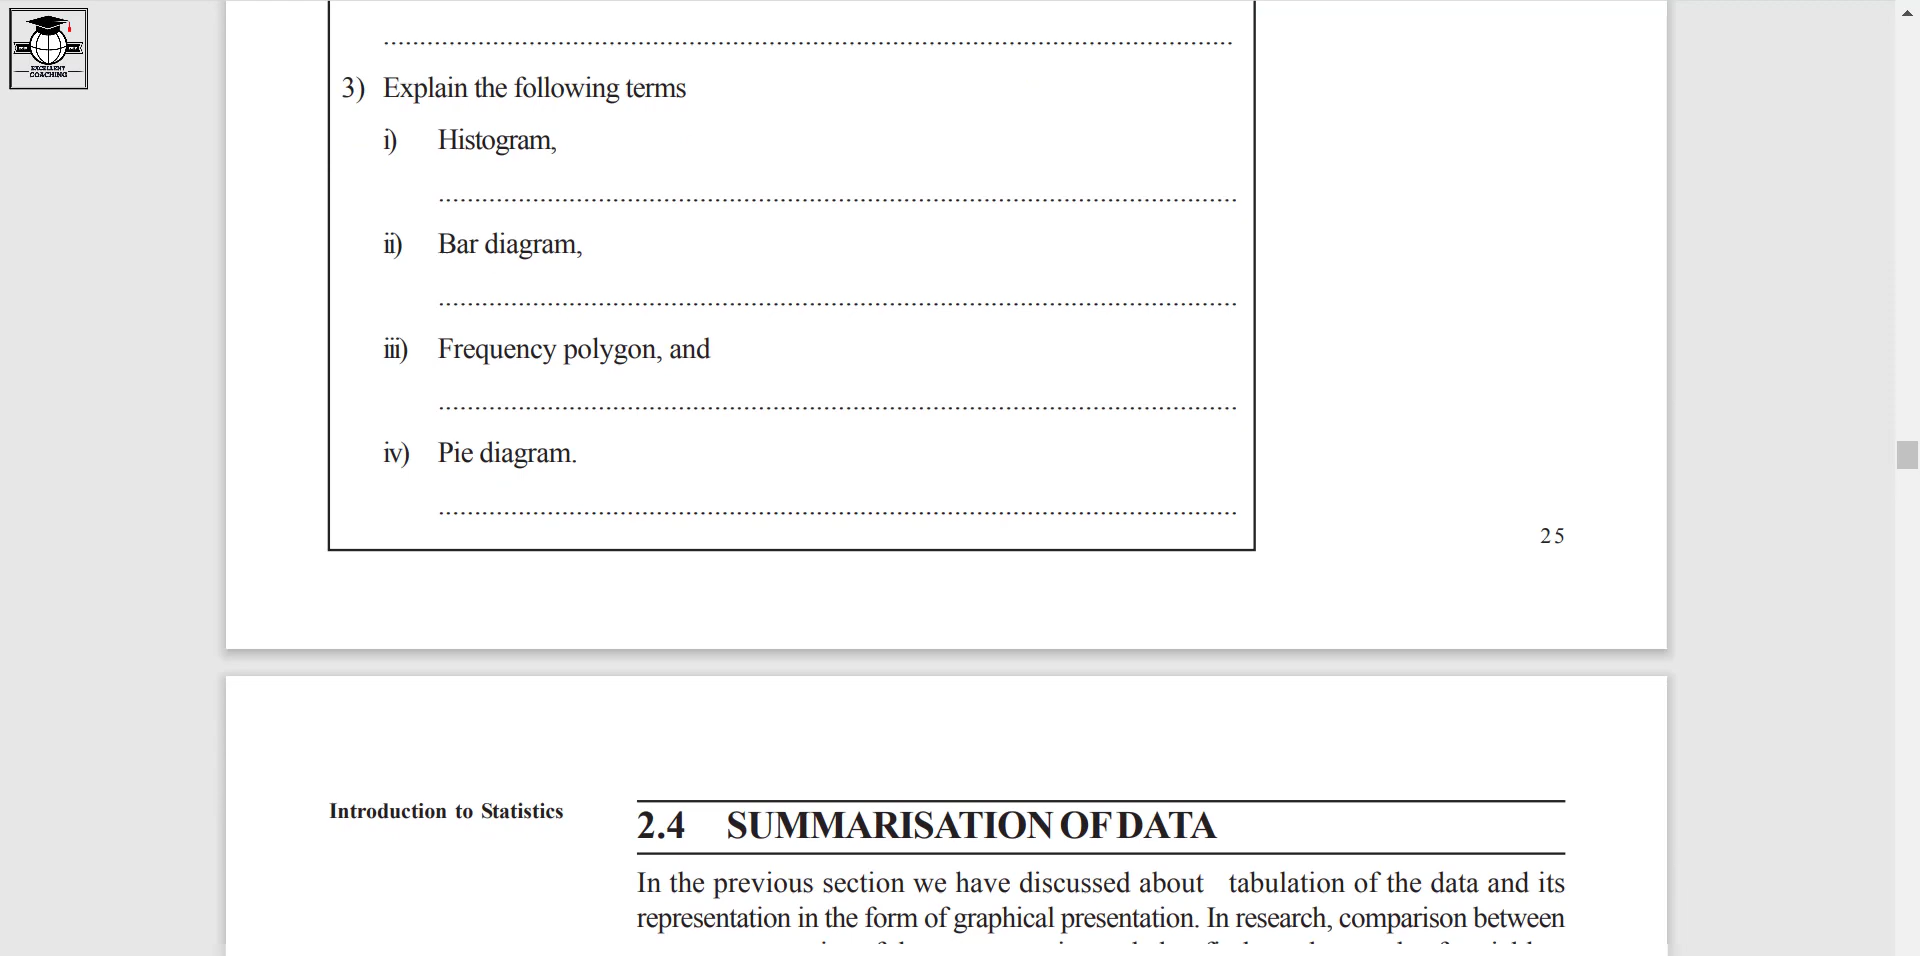 EXCELLENT
COACHING
..............................................................................................................................
3) Explain the following terms
i) Histogram,
..............................................................................................................................
ii) Bar diagram,
..............................................................................................................................
iii) Frequency polygon, and
..............................................................................................................................
iv) Pie diagram.
..............................................................................................................................
25
Introduction to Statistics
2.4 SUMMARISATION OF DATA
In the previous section we have discussed about tabulation of the data and its
representation in the form of graphical presentation. In research, comparison between